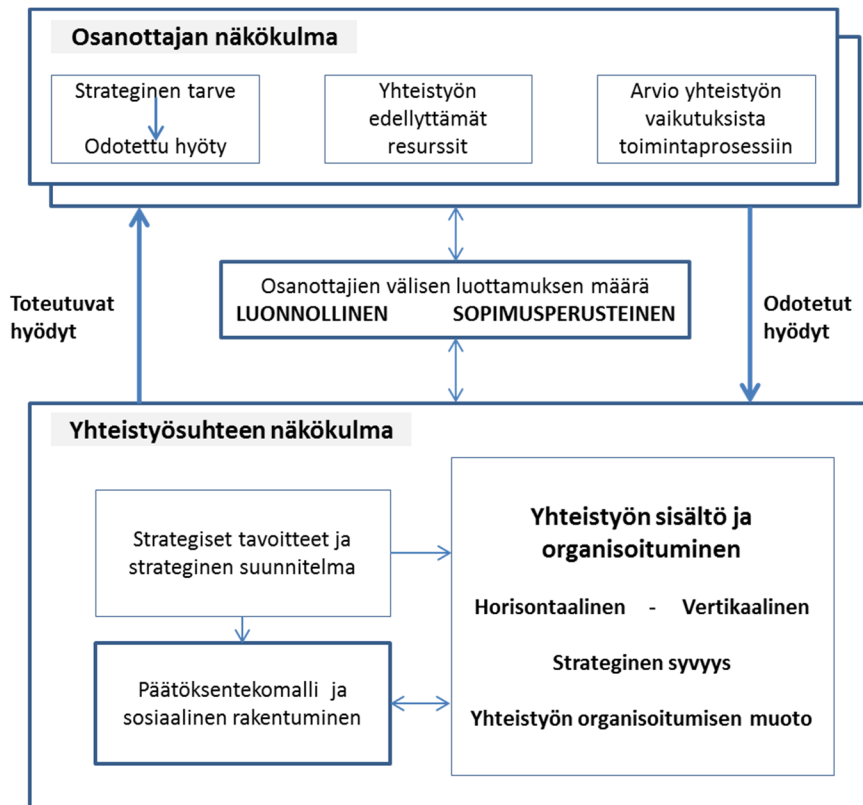 Osanottajan näkökulma
Strateginen tarve
Odotettu hyöty
Yhteistyön
edellyttämät
resurssit
Arvio yhteistyön
vaikutuksista
toimintaprosessiin
Toteutuvat
hyödyt
Osanottajien välisen luottamuksen määrä
LUONNOLLINEN SOPIMUSPERUSTEINEN
Odotetut
hyödyt
Yhteistyösuhteen näkökulma
Strategiset tavoitteet ja
strateginen suunnitelma
Päätöksentekomalli ja
sosiaalinen rakentuminen
Yhteistyön sisältö ja
organisoituminen
Horisontaalinen - Vertikaalinen
Strateginen syvyys
Yhteistyön organisoitumisen muoto